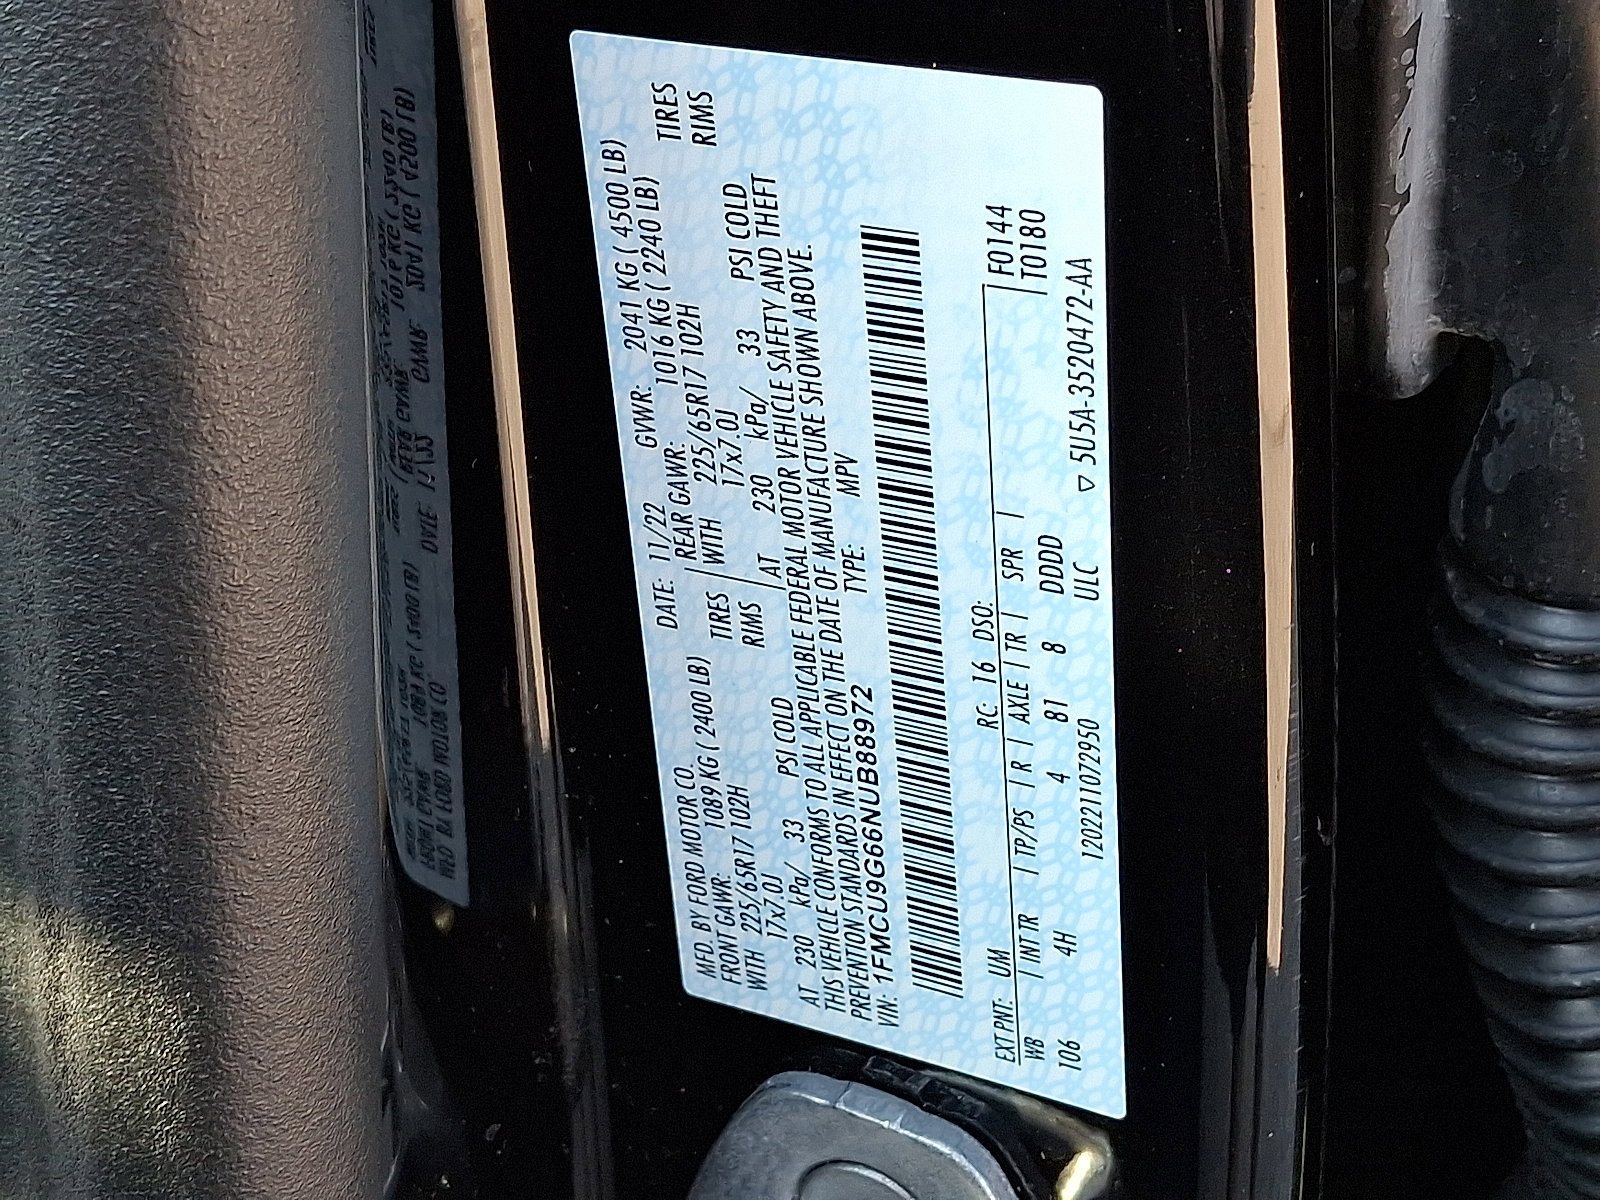 MFD. BY FORD MOTOR CO.
DATE: 11/22 GVWR: 2041 KG ( 4500 LB)
FRONT GAWR: 1089 KG ( 2400 LB)
REAR GAWR: 1016 KG ( 2240 LB)
WITH 225/65R17 102H TIRES
WITH 225/65R17 102H TIRES
17x7.0J RIMS
17x7.0J RIMS
AT 230 kPa/ 33 PSI COLD
AT 230 kPa/ 33 PSI COLD
THIS VEHICLE CONFORMS TO ALL APPLICABLE FEDERAL MOTOR VEHICLE SAFETY AND THEFT
PREVENTION STANDARDS IN EFFECT ON THE DATE OF MANUFACTURE SHOWN ABOVE.
VIN: 1FMCU9G66NUB88972
TYPE: MPV
EXT PNT: UM RC: 16 DSO: F0144
WB | INT TR | TP/PS | R | AXLE | TR | SPR | T0180
106 4H 4 81 8 DDDD
120221107295​0 ULC ▽ 5U5A-3520472-AA